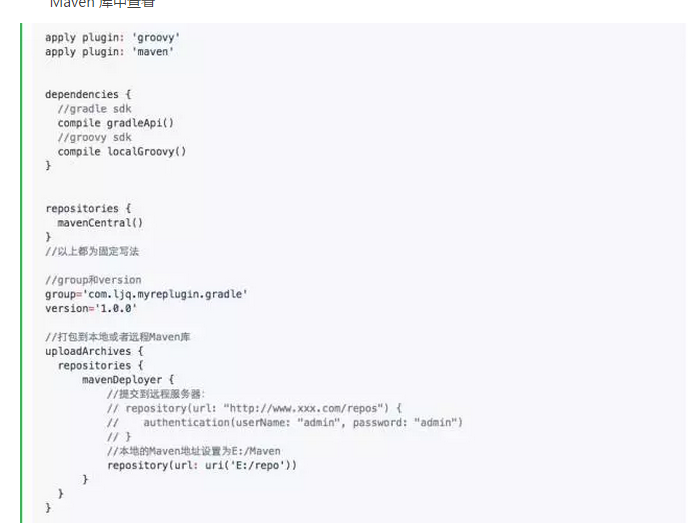 Maven 库中查看
apply plugin: 'groovy'
apply plugin: 'maven'
dependencies {
//gradle sdk
compile gradleApi()
//groovy sdk
compile localGroovy()
}
repositories {
mavenCentral()
}
//以上都为固定写法
//group和version
group='com.ljq.myreplugin.gradle'
version='1.0.0'
//打包到本地或者远程Maven库
uploadArchives {
repositories {
mavenDeployer {
//提交到远程服务器:
// repository(url: "http://www.xxx.com/repos") {
// authentication(userName: "admin", password: "admin")
// }
//本地的Maven地址设置为E:/Maven
repository(url: uri('E:/repo'))
}
}
}